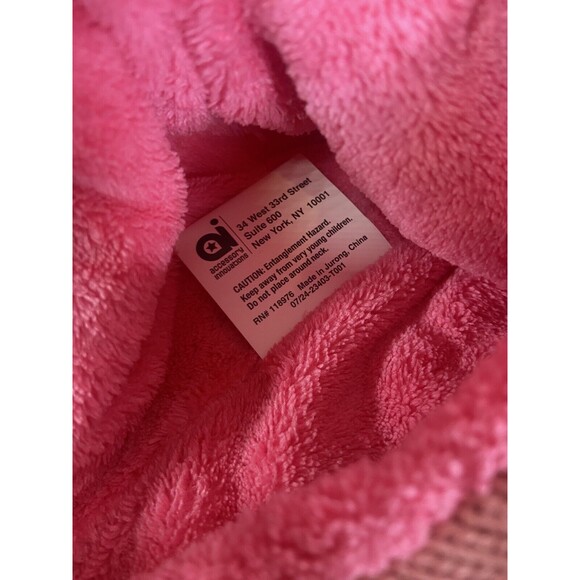 ai
accessory
innovations
34 West 33rd Street
Suite 600
New York, NY 10001
CAUTION: Entanglement Hazard.
Keep away from very young children.
Do not place around neck.
RN# 118976 Made in Jurong, China
07/24-23403-T001